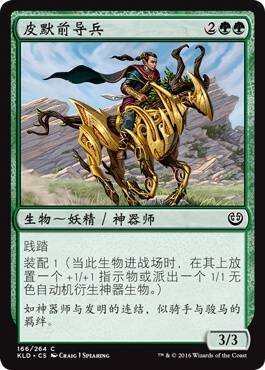 皮默前导兵 2
生物～妖精／神器师
践踏
装配 1（当此生物进战场时，在其上放
置一个 +1/+1 指示物或派出一个 1/1 无
色自动机衍生神器生物。）
如神器师与发明的连结，似骑手与骏马的
羁绊。
3/3
166/264 C
KLD • CS CRAIG J SPEARING
™ & © 2016 Wizards of the Coast